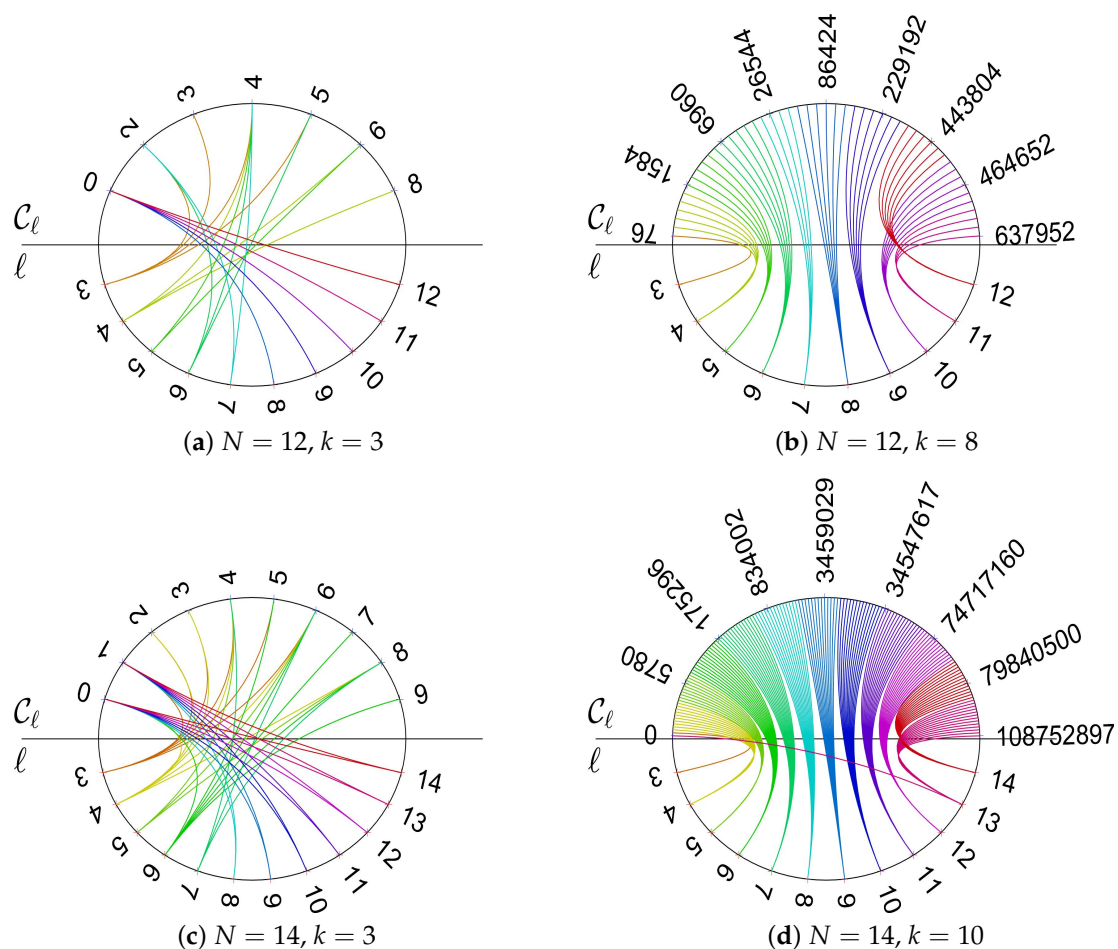 0 2 3 4 5 6 8
𝒞ℓ
ℓ
3 4 5 6 7 8 9 10 11 12
(a) N = 12, k = 3
76 1584 6960 26544 86424 229192 443804 464652 637952
𝒞ℓ
ℓ
3 4 5 6 7 8 9 10 11 12
(b) N = 12, k = 8
0 1 2 3 4 5 6 7 8 9
𝒞ℓ
ℓ
3 4 5 6 7 8 9 10 11 12 13 14
(c) N = 14, k = 3
0 5780 175296 834002 3459029 34547617 74717160 79840500 108752897
𝒞ℓ
ℓ
3 4 5 6 7 8 9 10 11 12 13 14
(d) N = 14, k = 10